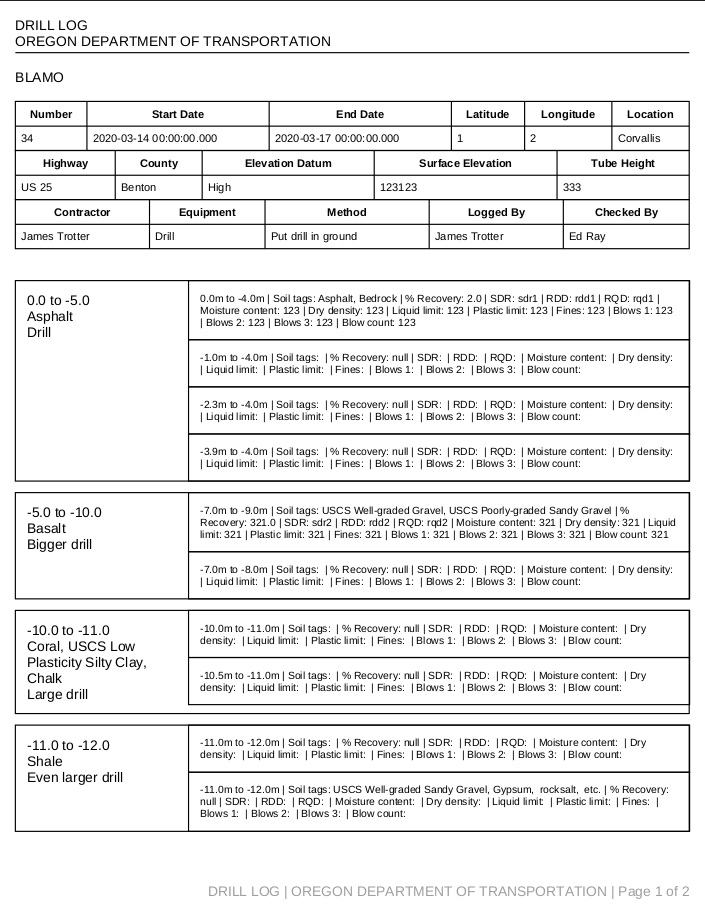 DRILL LOG
OREGON DEPARTMENT OF TRANSPORTATION
BLAMO
Number Start Date End Date Latitude Longitude Location
34 2020-03-14 00:00:00.000 2020-03-17 00:00:00.000 1 2 Corvallis
Highway County Elevation Datum Surface Elevation Tube Height
US 25 Benton High 123123 333
Contractor Equipment Method Logged By Checked By
James Trotter Drill Put drill in ground James Trotter Ed Ray
0.0 to -5.0
Asphalt
Drill
0.0m to -4.0m | Soil tags: Asphalt, Bedrock | % Recovery: 2.0 | SDR: sdr1 | RDD: rdd1 | RQD: rqd1 |
Moisture content: 123 | Dry density: 123 | Liquid limit: 123 | Plastic limit: 123 | Fines: 123 | Blows 1: 123
| Blows 2: 123 | Blows 3: 123 | Blow count: 123
-1.0m to -4.0m | Soil tags: | % Recovery: null | SDR: | RDD: | RQD: | Moisture content: | Dry density:
| Liquid limit: | Plastic limit: | Fines: | Blows 1: | Blows 2: | Blows 3: | Blow count:
-2.3m to -4.0m | Soil tags: | % Recovery: null | SDR: | RDD: | RQD: | Moisture content: | Dry density:
| Liquid limit: | Plastic limit: | Fines: | Blows 1: | Blows 2: | Blows 3: | Blow count:
-3.9m to -4.0m | Soil tags: | % Recovery: null | SDR: | RDD: | RQD: | Moisture content: | Dry density:
| Liquid limit: | Plastic limit: | Fines: | Blows 1: | Blows 2: | Blows 3: | Blow count:
-5.0 to -10.0
Basalt
Bigger drill
-7.0m to -9.0m | Soil tags: USCS Well-graded Gravel, USCS Poorly-graded Sandy Gravel | %
Recovery: 321.0 | SDR: sdr2 | RDD: rdd2 | RQD: rqd2 | Moisture content: 321 | Dry density: 321 | Liquid
limit: 321 | Plastic limit: 321 | Fines: 321 | Blows 1: 321 | Blows 2: 321 | Blows 3: 321 | Blow count: 321
-7.0m to -8.0m | Soil tags: | % Recovery: null | SDR: | RDD: | RQD: | Moisture content: | Dry density:
| Liquid limit: | Plastic limit: | Fines: | Blows 1: | Blows 2: | Blows 3: | Blow count:
-10.0 to -11.0
Coral, USCS Low
Plasticity Silty Clay,
Chalk
Large drill
-10.0m to -11.0m | Soil tags: | % Recovery: null | SDR: | RDD: | RQD: | Moisture content: | Dry
density: | Liquid limit: | Plastic limit: | Fines: | Blows 1: | Blows 2: | Blows 3: | Blow count:
-10.5m to -11.0m | Soil tags: | % Recovery: null | SDR: | RDD: | RQD: | Moisture content: | Dry
density: | Liquid limit: | Plastic limit: | Fines: | Blows 1: | Blows 2: | Blows 3: | Blow count:
-11.0 to -12.0
Shale
Even larger drill
-11.0m to -12.0m | Soil tags: | % Recovery: null | SDR: | RDD: | RQD: | Moisture content: | Dry
density: | Liquid limit: | Plastic limit: | Fines: | Blows 1: | Blows 2: | Blows 3: | Blow count:
-11.0m to -12.0m | Soil tags: USCS Well-graded Sandy Gravel, Gypsum, rocksalt, etc. | % Recovery:
null | SDR: | RDD: | RQD: | Moisture content: | Dry density: | Liquid limit: | Plastic limit: | Fines: |
Blows 1: | Blows 2: | Blows 3: | Blow count:
DRILL LOG | OREGON DEPARTMENT OF TRANSPORTATION | Page 1 of 2